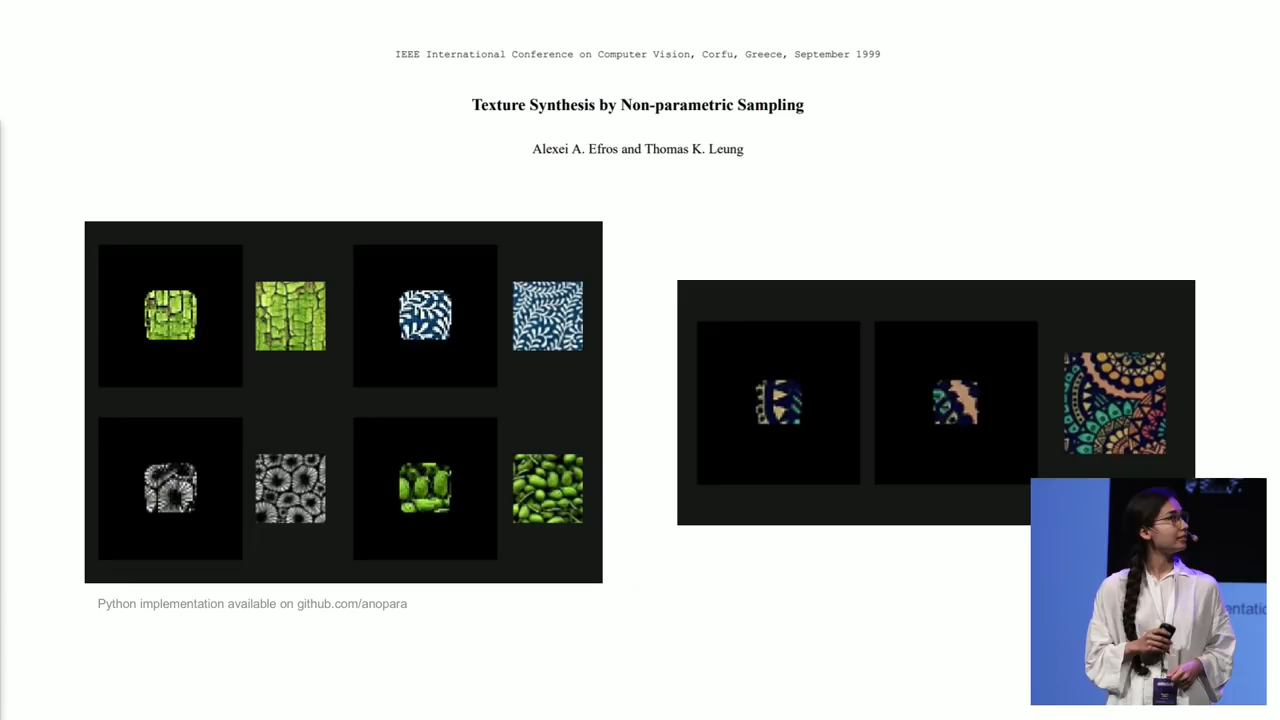 IEEE International Conference on Computer Vision, Corfu, Greece, September 1999
Texture Synthesis by Non-parametric Sampling
Alexei A. Efros and Thomas K. Leung
Python implementation available on github.com/anopara
entatio